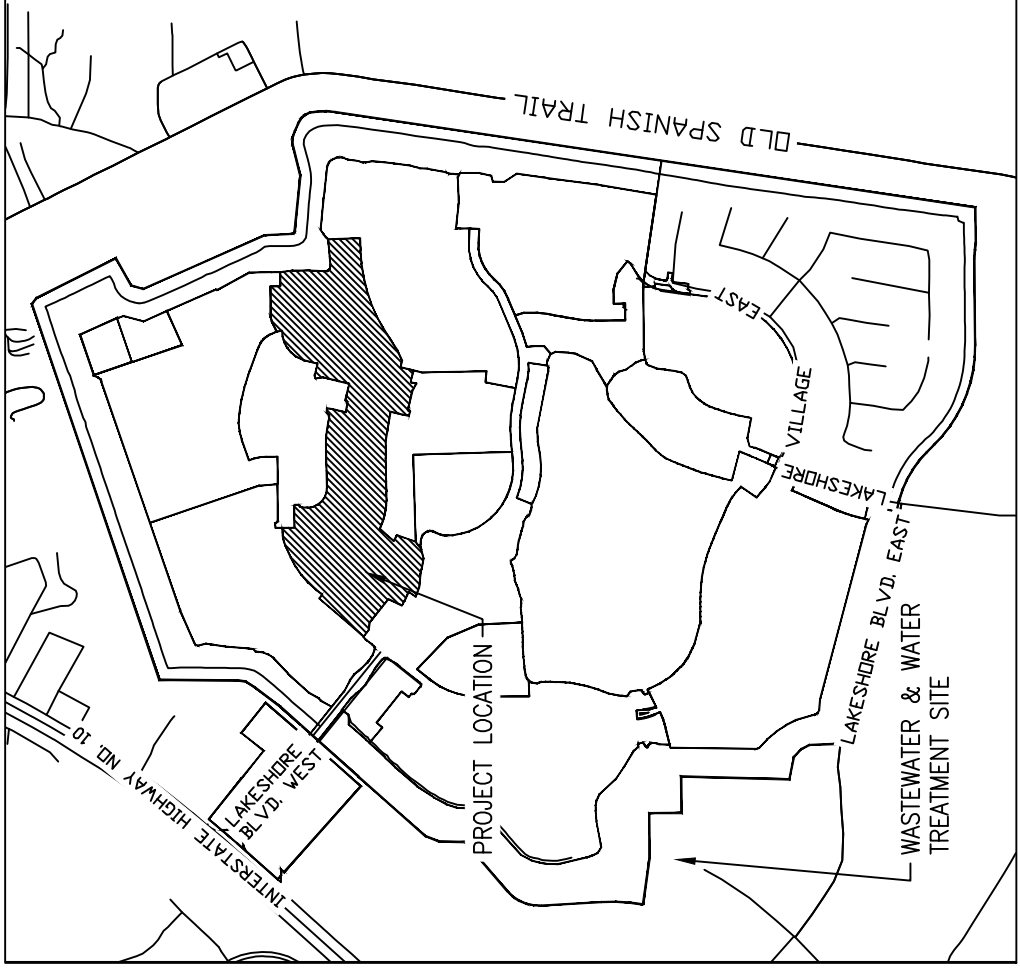 OLD SPANISH TRAIL
EAST
VILLAGE
LAKESHORE
LAKESHORE BLVD. EAST
WASTEWATER & WATER
TREATMENT SITE
PROJECT LOCATION
LAKESHORE
BLVD. WEST
INTERSTATE HIGHWAY NO. 10